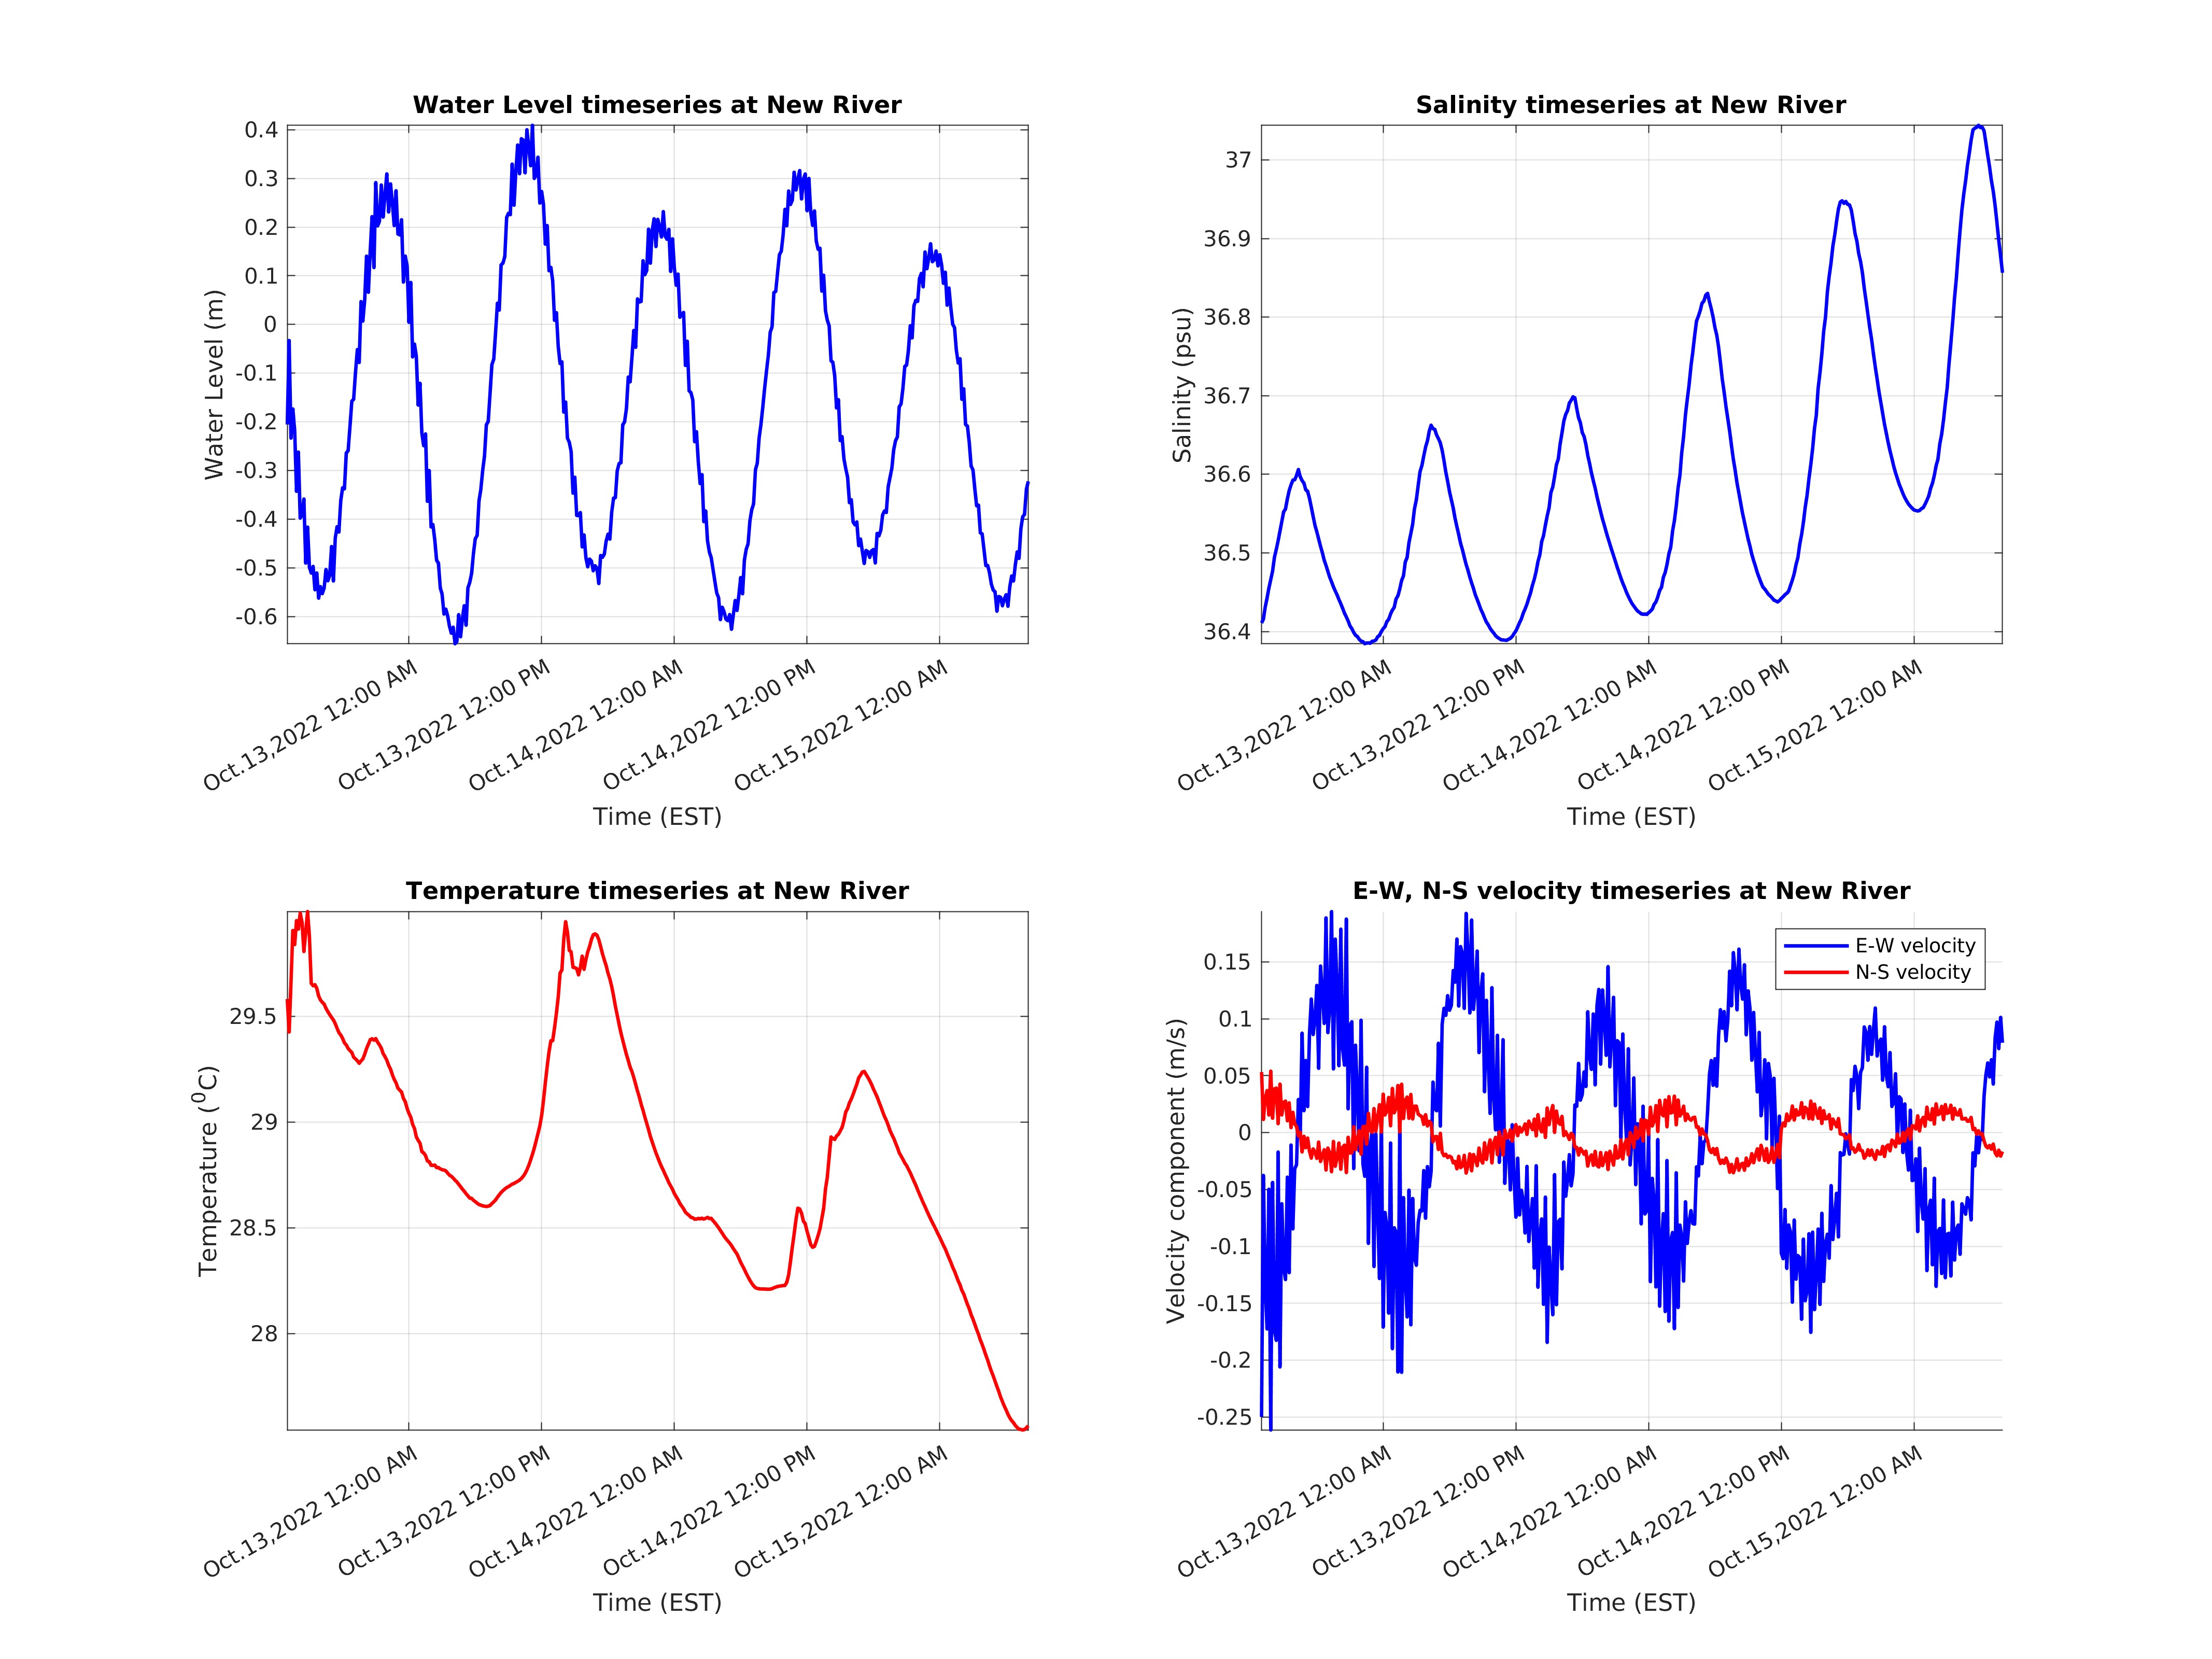 Water Level timeseries at New River
Water Level (m)
0.4
0.3
0.2
0.1
0
-0.1
-0.2
-0.3
-0.4
-0.5
-0.6
Oct.13,2022 12:00 AM
Oct.13,2022 12:00 PM
Oct.14,2022 12:00 AM
Oct.14,2022 12:00 PM
Oct.15,2022 12:00 AM
Time (EST)
Salinity timeseries at New River
Salinity (psu)
37
36.9
36.8
36.7
36.6
36.5
36.4
Oct.13,2022 12:00 AM
Oct.13,2022 12:00 PM
Oct.14,2022 12:00 AM
Oct.14,2022 12:00 PM
Oct.15,2022 12:00 AM
Time (EST)
Temperature timeseries at New River
Temperature (⁰C)
29.5
29
28.5
28
Oct.13,2022 12:00 AM
Oct.13,2022 12:00 PM
Oct.14,2022 12:00 AM
Oct.14,2022 12:00 PM
Oct.15,2022 12:00 AM
Time (EST)
E-W, N-S velocity timeseries at New River
Velocity component (m/s)
0.15
0.1
0.05
0
-0.05
-0.1
-0.15
-0.2
-0.25
E-W velocity
N-S velocity
Oct.13,2022 12:00 AM
Oct.13,2022 12:00 PM
Oct.14,2022 12:00 AM
Oct.14,2022 12:00 PM
Oct.15,2022 12:00 AM
Time (EST)